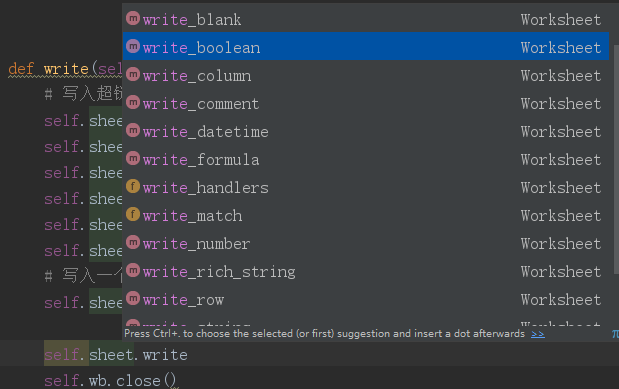 write_blank Worksheet
write_boolean Worksheet
def write(sel
write_column Worksheet
# 写入超
write_comment Worksheet
self.shee
write_datetime Worksheet
self.shee
write_formula Worksheet
self.shee
write_handlers Worksheet
self.shee
write_match Worksheet
self.shee
write_number Worksheet
self.shee
write_rich_string Worksheet
# 写入一个
write_row Worksheet
self.shee
write_string Worksheet
Press Ctrl+. to choose the selected (or first) suggestion and insert a dot afterwards >> π
self.sheet.write
self.wb.close()